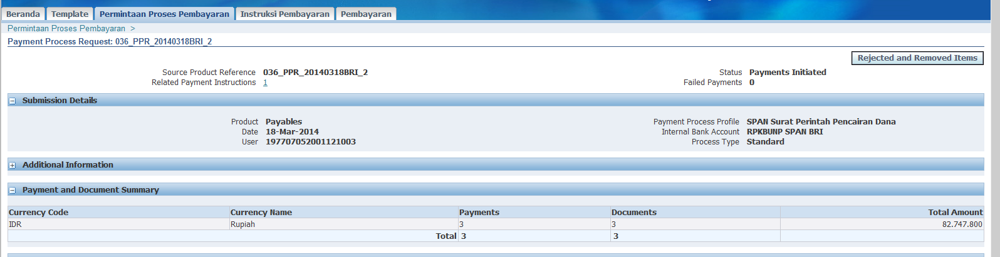 Beranda Template Permintaan Proses Pembayaran Instruksi Pembayaran Pembayaran
Permintaan Proses Pembayaran >
Payment Process Request: 036_PPR_20140318BRI_2
Rejected and Removed Items
Source Product Reference 036_PPR_20140318BRI_2 Status Payments Initiated
Related Payment Instructions 1 Failed Payments 0
Submission Details
Product Payables Payment Process Profile SPAN Surat Perintah Pencairan Dana
Date 18-Mar-2014 Internal Bank Account RPKBUNP SPAN BRI
User 197707052001121003 Process Type Standard
Additional Information
Payment and Document Summary
Currency Code Currency Name Payments Documents Total Amount
IDR Rupiah 3 3 82.747.800
Total 3 3